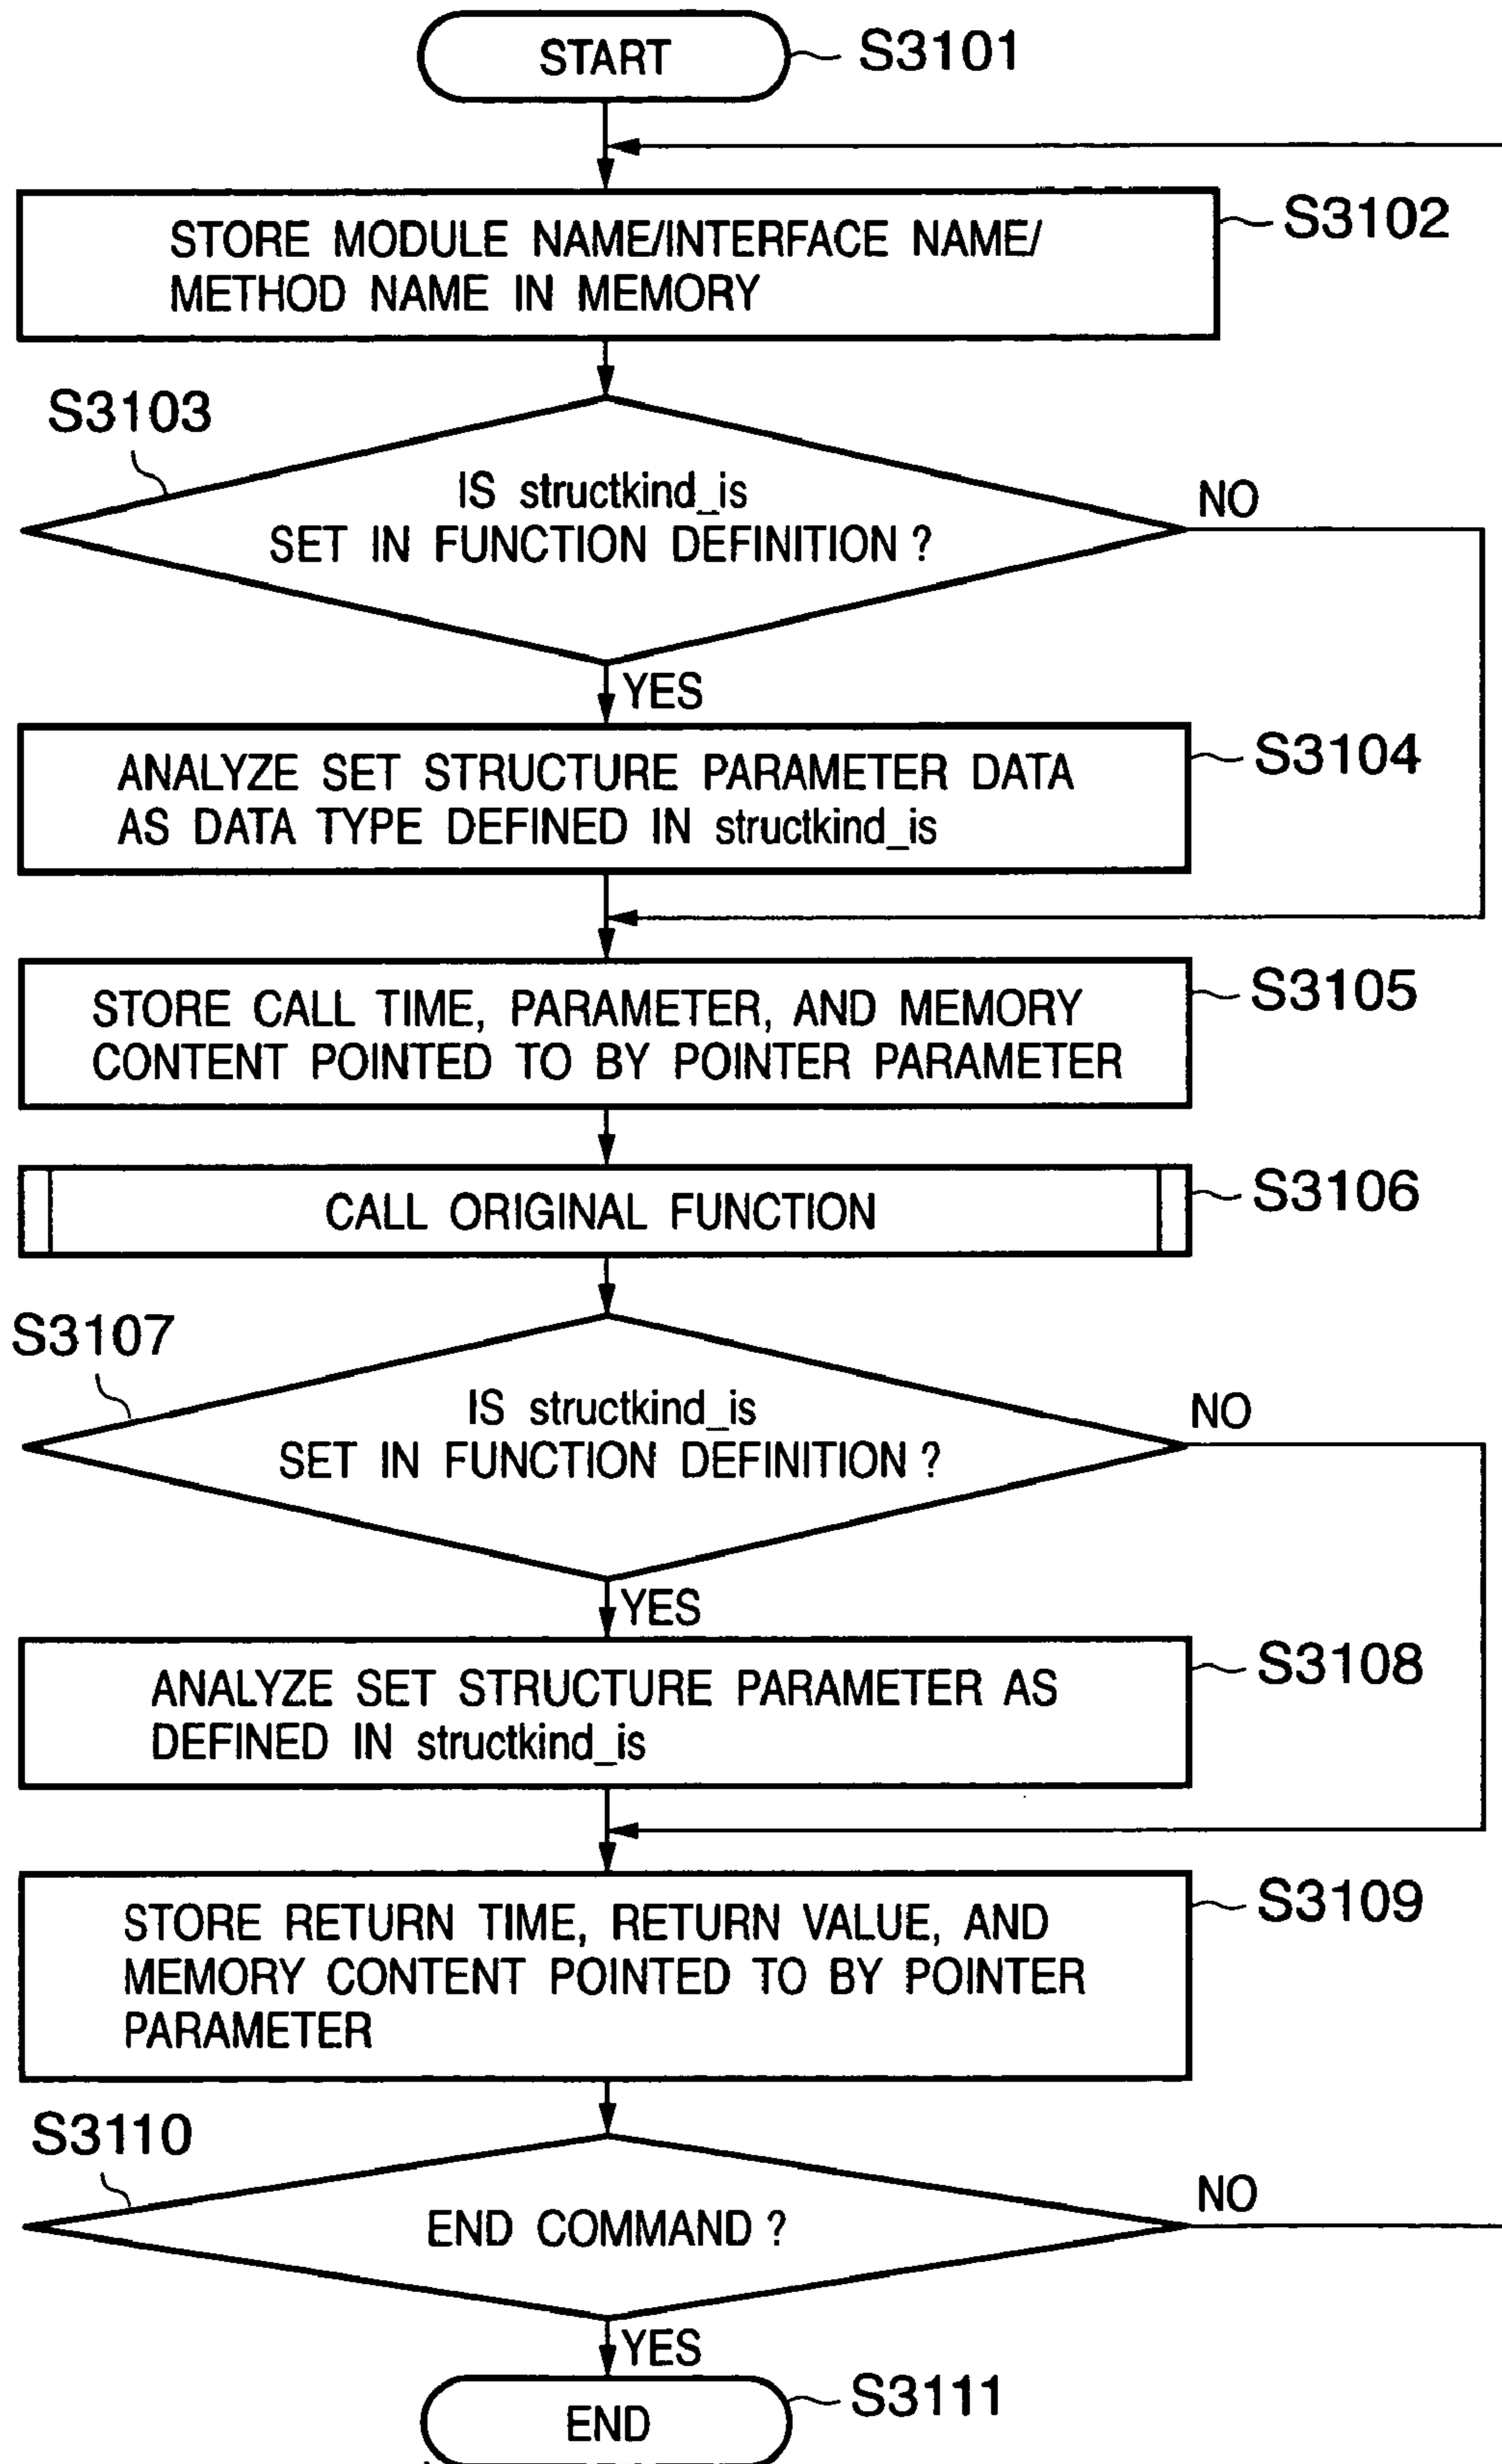 START
S3101
STORE MODULE NAME/INTERFACE NAME/
METHOD NAME IN MEMORY
S3102
S3103
IS structkind_is
SET IN FUNCTION DEFINITION ?
NO
YES
ANALYZE SET STRUCTURE PARAMETER DATA
AS DATA TYPE DEFINED IN structkind_is
S3104
STORE CALL TIME, PARAMETER, AND MEMORY
CONTENT POINTED TO BY POINTER PARAMETER
S3105
CALL ORIGINAL FUNCTION
S3106
S3107
IS structkind_is
SET IN FUNCTION DEFINITION ?
NO
YES
ANALYZE SET STRUCTURE PARAMETER AS
DEFINED IN structkind_is
S3108
STORE RETURN TIME, RETURN VALUE, AND
MEMORY CONTENT POINTED TO BY POINTER
PARAMETER
S3109
S3110
END COMMAND ?
NO
YES
END
S3111